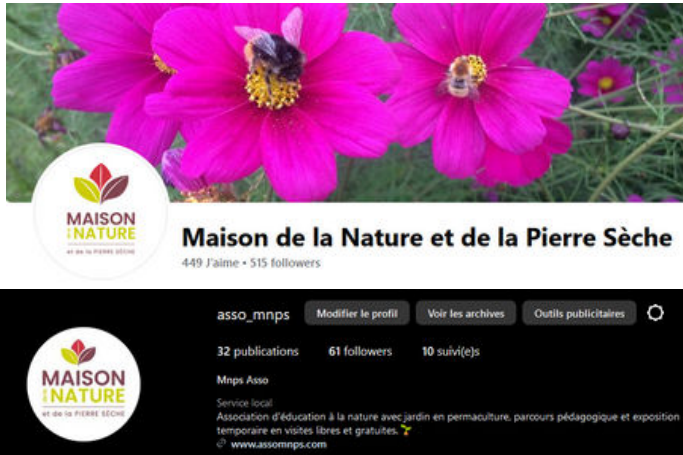 MAISON
DE LA NATURE
et de la PIERRE SÈCHE
Maison de la Nature et de la Pierre Sèche
449 J'aime • 515 followers
asso_mnps
Modifier le profil
Voir les archives
Outils publicitaires
32 publications
61 followers
10 suivi(e)s
MAISON
DE LA NATURE
et de la PIERRE SÈCHE
Mnps Asso
Service local
Association d'éducation à la nature avec jardin en permaculture, parcours pédagogique et exposition
temporaire en visites libres et gratuites. 🌱
www.assomnps.com